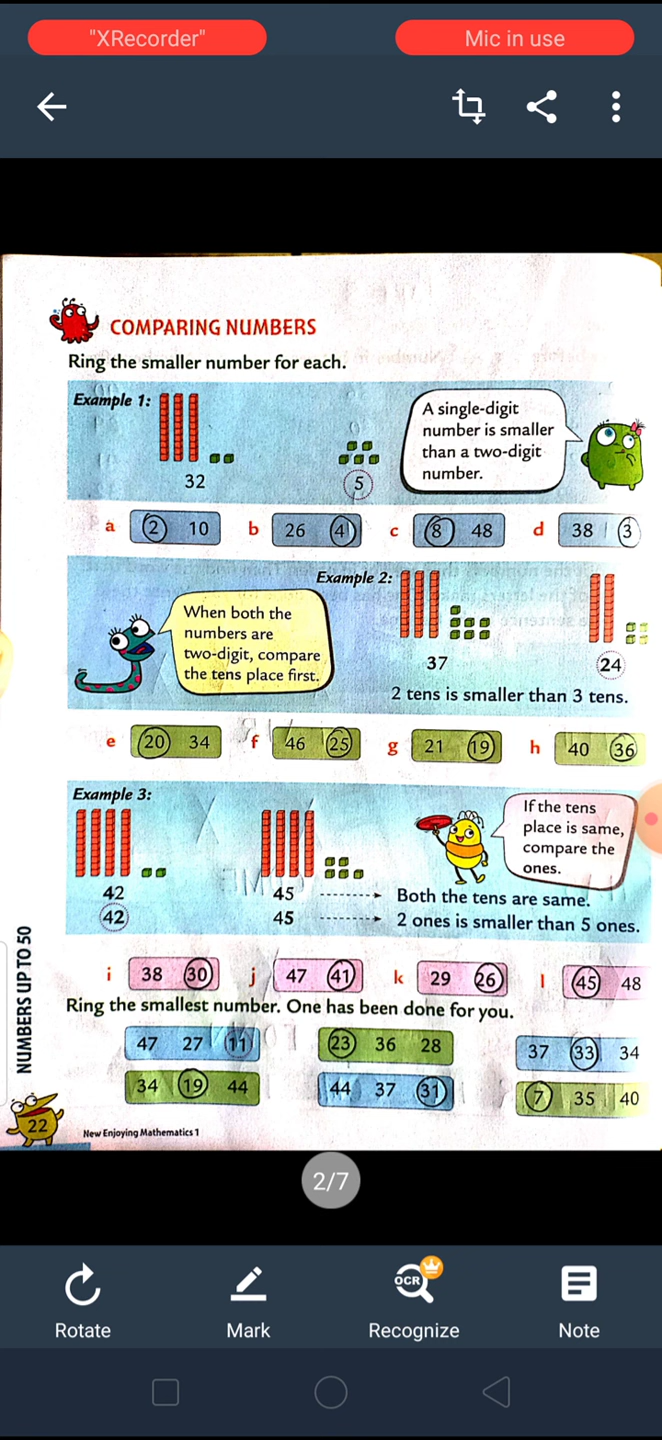 "XRecorder" Mic in use
COMPARING NUMBERS
Ring the smaller number for each.
Example 1:
32 5
A single-digit
number is smaller
than a two-digit
number.
a 2 10 b 26 4 c 8 48 d 38 3
Example 2:
When both the
numbers are
two-digit, compare
the tens place first.
37 24
2 tens is smaller than 3 tens.
e 20 34 f 46 25 g 21 19 h 40 36
Example 3:
If the tens
place is same,
compare the
ones.
42 45 Both the tens are same.
42 45 2 ones is smaller than 5 ones.
i 38 30 j 47 41 k 29 26 l 45 48
Ring the smallest number. One has been done for you.
47 27 11 23 36 28 37 33 34
34 19 44 44 37 31 7 35 40
NUMBERS UP TO 50
22 New Enjoying Mathematics 1
2/7
OCR
Rotate Mark Recognize Note